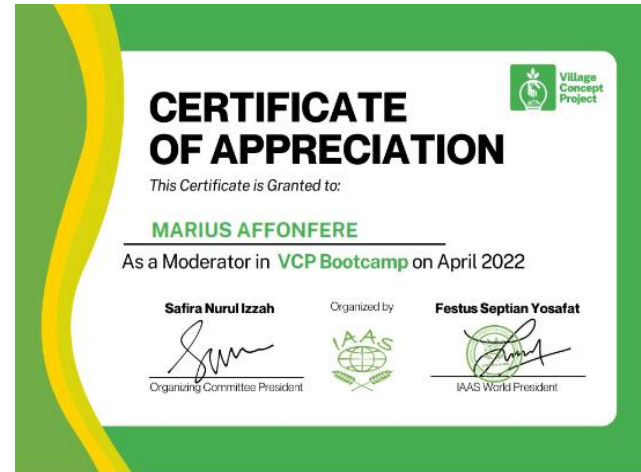 Village
Concept
Project
CERTIFICATE
OF APPRECIATION
This Certificate is Granted to:
MARIUS AFFONFERE
As a Moderator in VCP Bootcamp on April 2022
Safira Nurul Izzah
Organized by
Festus Septian Yosafat
IAAS
Organizing Committee President
IAAS World President